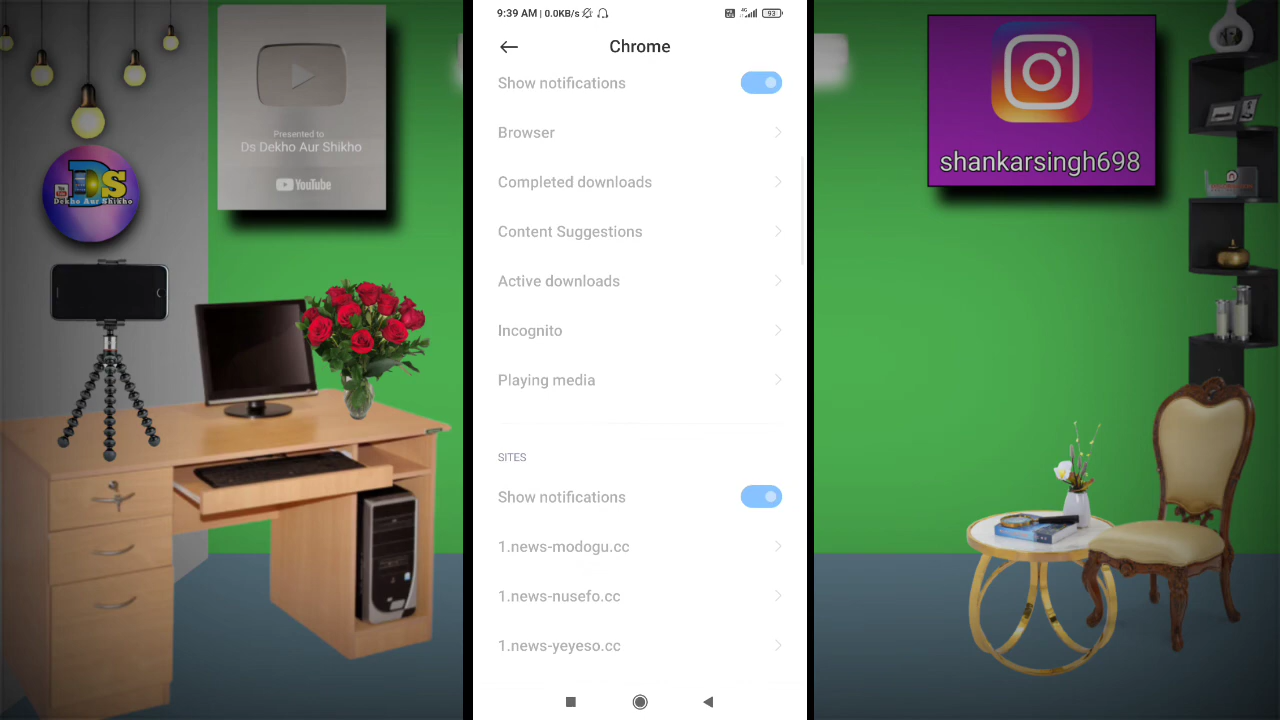 9:39 AM | 0.0KB/s
4G
93
Chrome
Show notifications
Browser
Completed downloads
Content Suggestions
Active downloads
Incognito
Playing media
SITES
Show notifications
1.news-modogu.cc
1.news-nusefo.cc
1.news-yeyeso.cc
Presented to
Ds Dekho Aur Shikho
YouTube
Ds
Dekho Aur Shikho
shankarsingh698